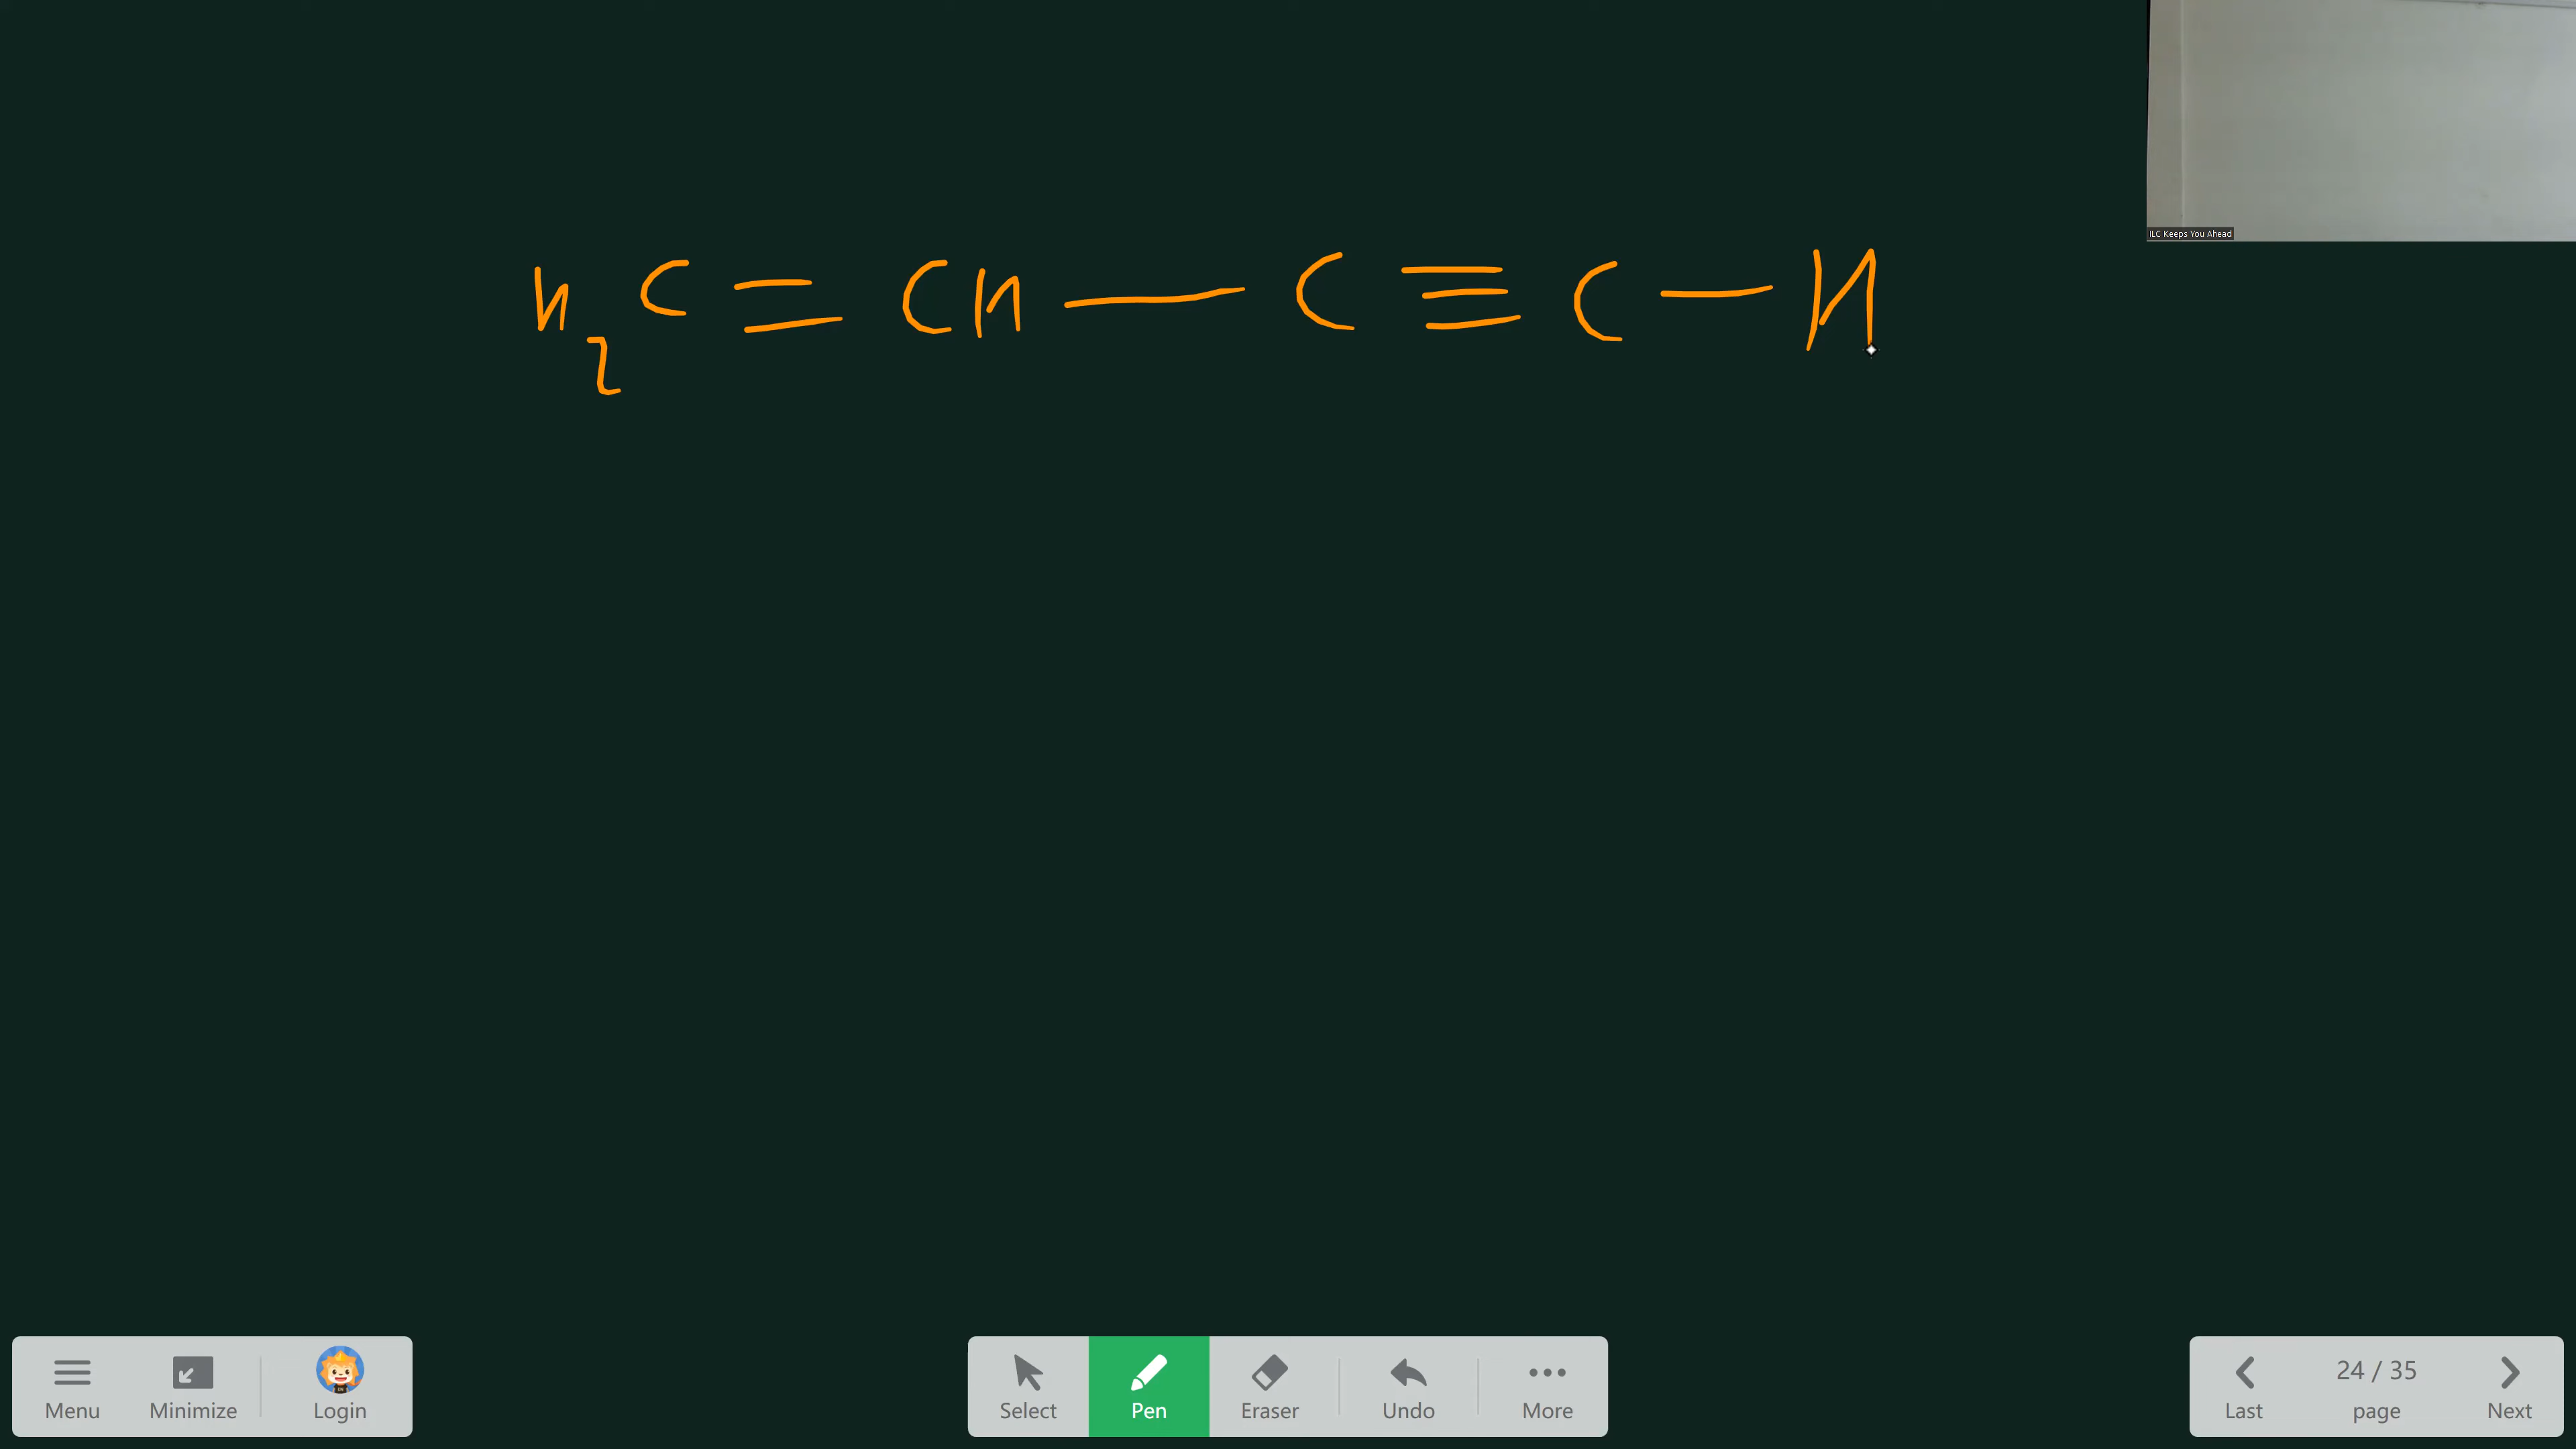 H₂C = CH — C ≡ C — H
ILC Keeps You Ahead
Menu Minimize Login Select Pen Eraser Undo More Last 24 / 35 page Next